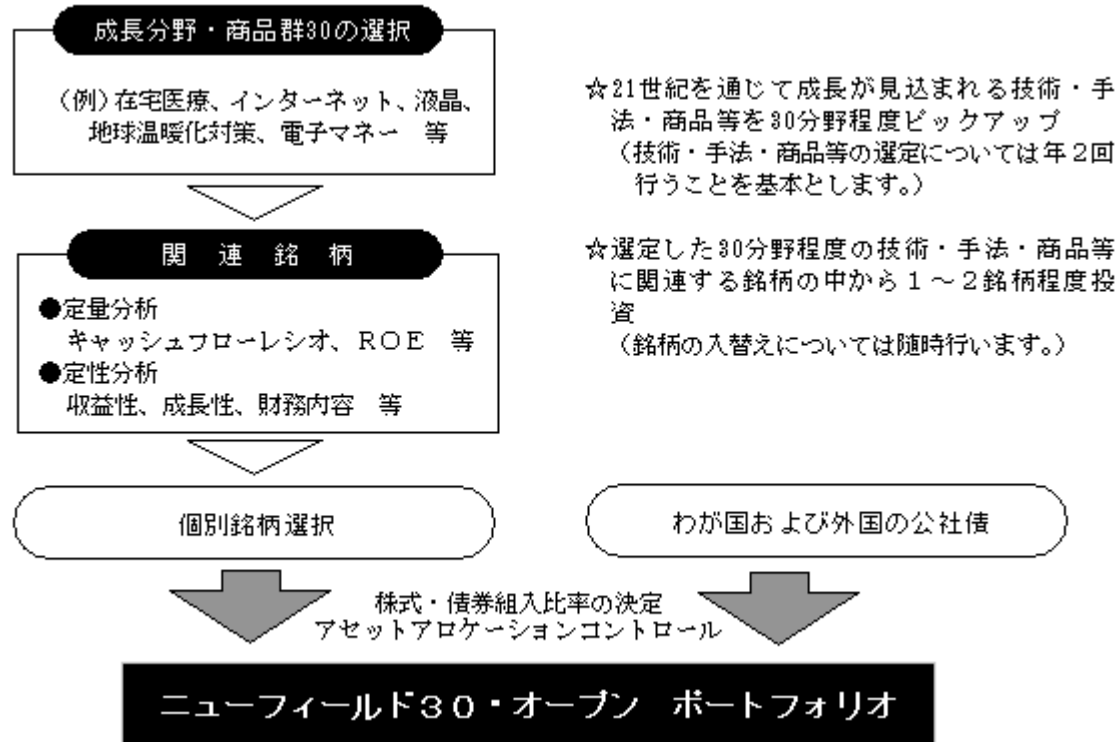 成長分野・商品群30の選択
（例）在宅医療、インターネット、液晶、
地球温暖化対策、電子マネー　等
☆21世紀を通じて成長が見込まれる技術・手
法・商品等を30分野程度ピックアップ
（技術・手法・商品等の選定については年２回
行うことを基本とします。）
関　連　銘　柄
●定量分析
キャッシュフローレシオ、ＲＯＥ　等
●定性分析
収益性、成長性、財務内容　等
☆選定した30分野程度の技術・手法・商品等
に関連する銘柄の中から１～２銘柄程度投
資
（銘柄の入替えについては随時行います。）
個別銘柄選択
わが国および外国の公社債
株式・債券組入比率の決定
アセットアロケーションコントロール
ニューフィールド３０・オープン　ポートフォリオ